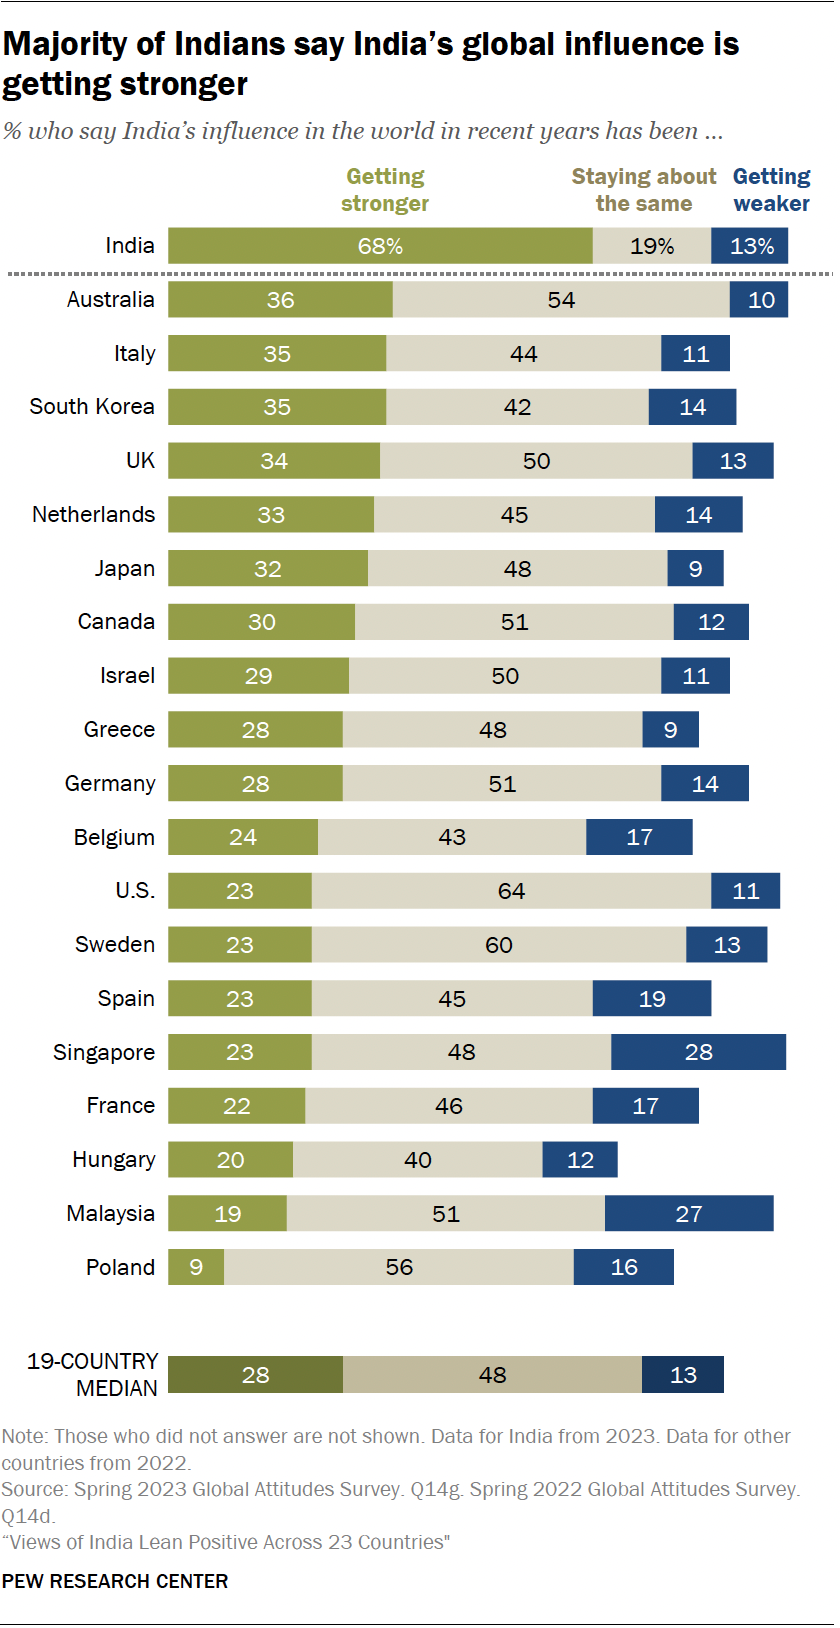 Majority of Indians say India’s global influence is
getting stronger
% who say India’s influence in the world in recent years has been ...
Getting stronger Staying about the same Getting weaker
India 68% 19% 13%
Australia 36 54 10
Italy 35 44 11
South Korea 35 42 14
UK 34 50 13
Netherlands 33 45 14
Japan 32 48 9
Canada 30 51 12
Israel 29 50 11
Greece 28 48 9
Germany 28 51 14
Belgium 24 43 17
U.S. 23 64 11
Sweden 23 60 13
Spain 23 45 19
Singapore 23 48 28
France 22 46 17
Hungary 20 40 12
Malaysia 19 51 27
Poland 9 56 16
19-COUNTRY
MEDIAN 28 48 13
Note: Those who did not answer are not shown. Data for India from 2023. Data for other
countries from 2022.
Source: Spring 2023 Global Attitudes Survey. Q14g. Spring 2022 Global Attitudes Survey.
Q14d.
“Views of India Lean Positive Across 23 Countries"
PEW RESEARCH CENTER